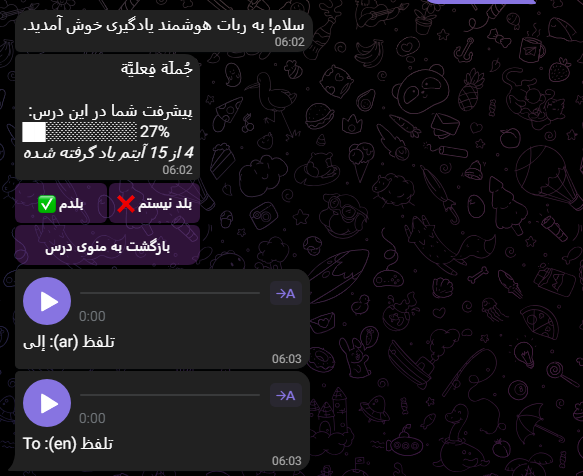 سلام! به ربات هوشمند یادگیری خوش آمدید.
06:02
جُملَة فِعلیَّة
پیشرفت شما در این درس:
██░░░░░░░░ 27%
4 از 15 آیتم یاد گرفته شده
06:02
بلدم ✅ بلد نیستم ❌
بازگشت به منوی درس
→A
0:00
تلفظ (ar): إلى
06:03
→A
0:00
تلفظ (en): To
06:03